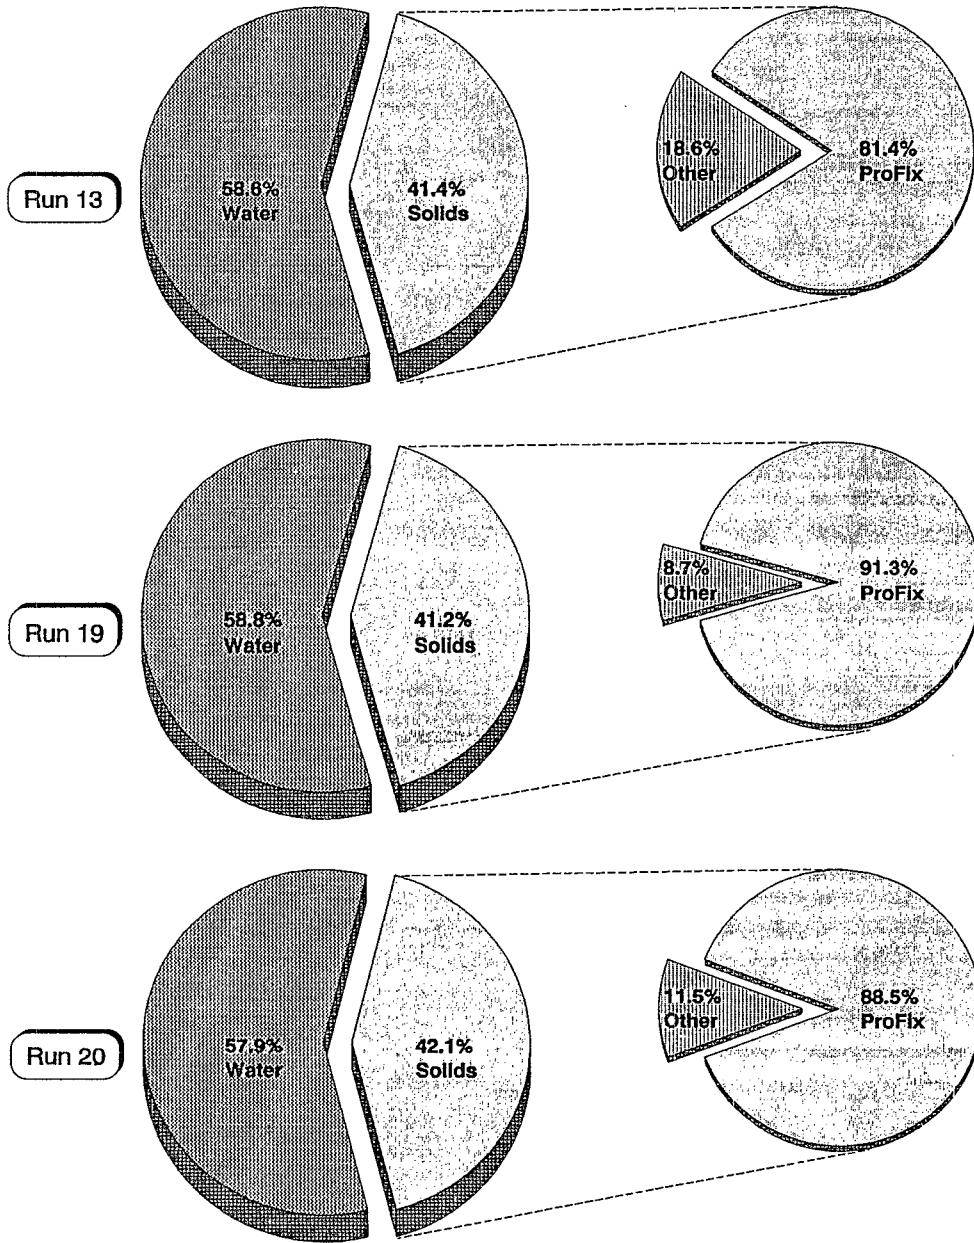 Run 13
58.6%
Water
41.4%
Solids
18.6%
Other
81.4%
ProFix
Run 19
58.8%
Water
41.2%
Solids
8.7%
Other
91.3%
ProFix
Run 20
57.9%
Water
42.1%
Solids
11.5%
Other
88.5%
ProFix